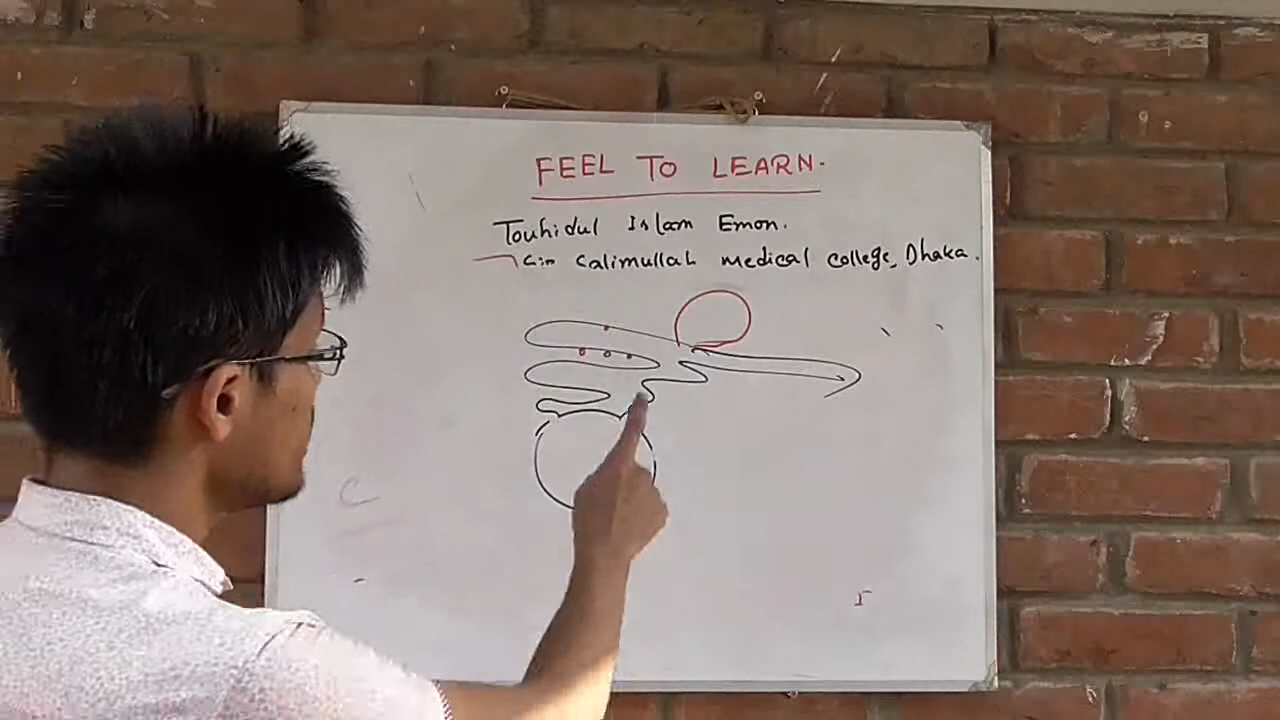 FEEL TO LEARN.
Touhidul Islam Emon.
Sir Salimullah medical college, Dhaka.